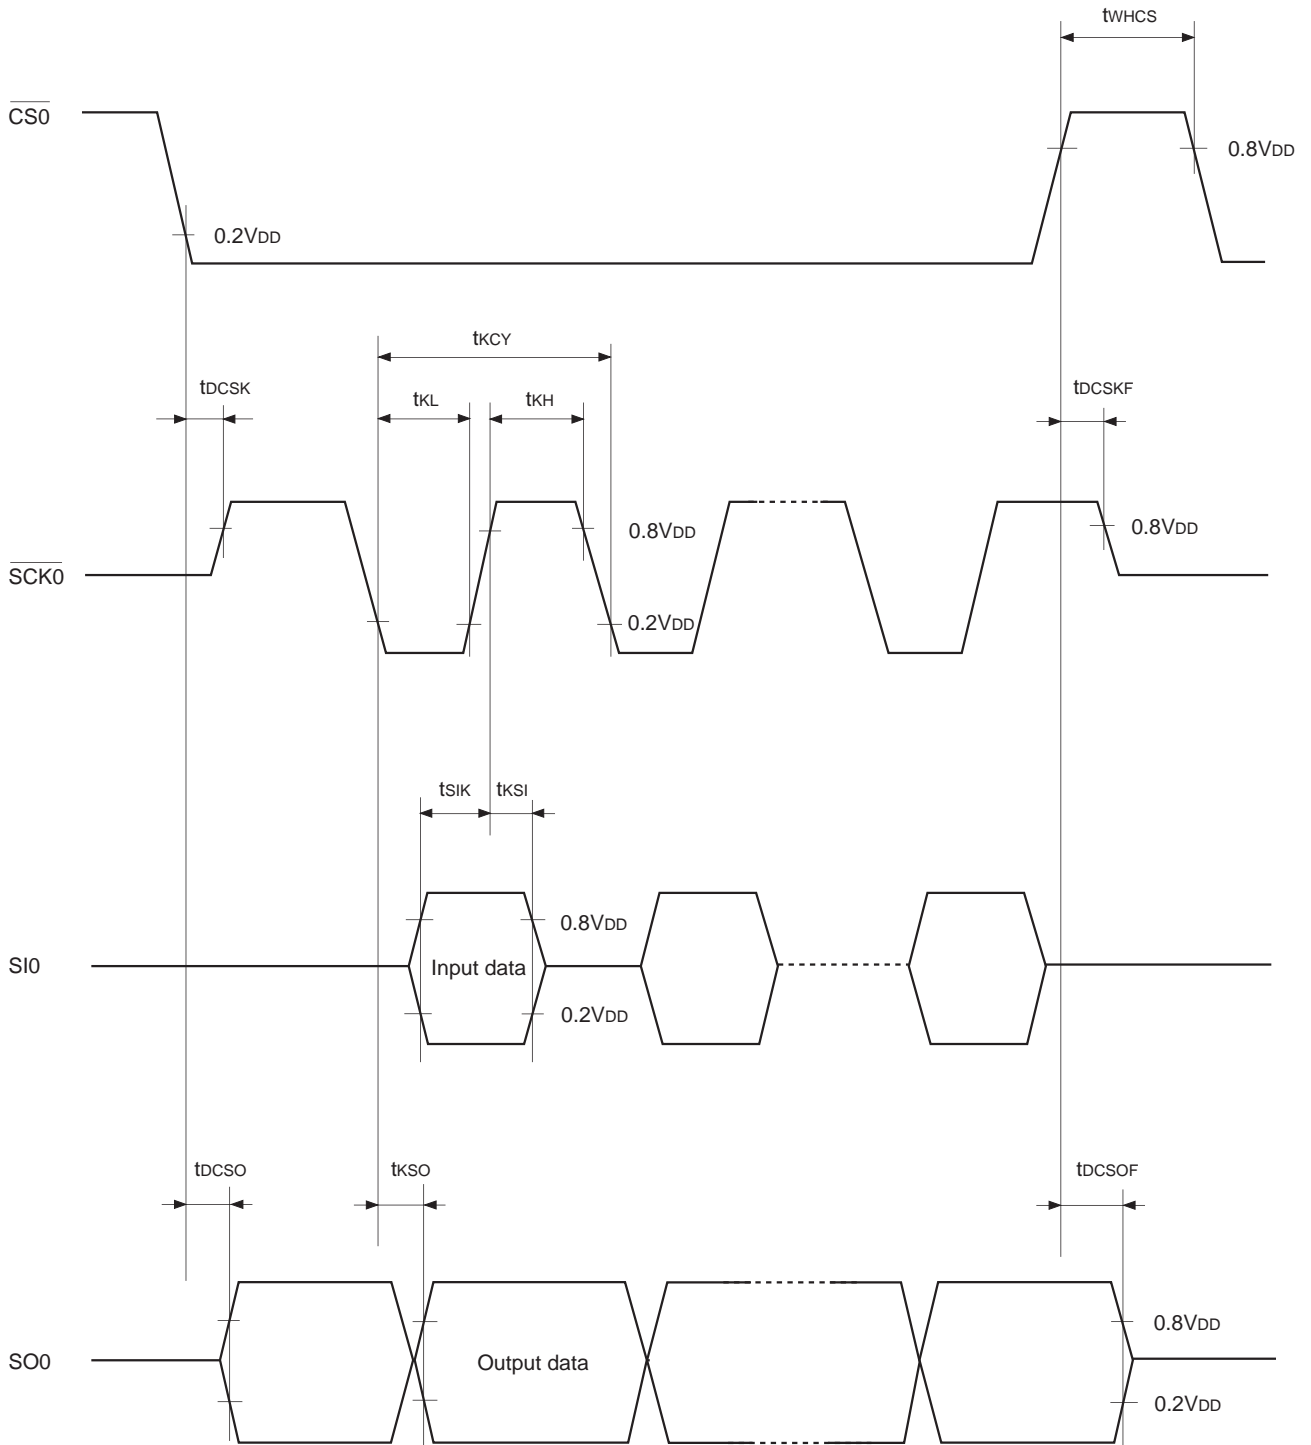 tWHCS
CS0
0.8VDD
0.2VDD
tKCY
tDCSK
tKL
tKH
tDCSKF
0.8VDD
0.8VDD
SCK0
0.2VDD
tSIK
tKSI
0.8VDD
SI0
Input data
0.2VDD
tDCSO
tKSO
tDCSOF
0.8VDD
SO0
Output data
0.2VDD